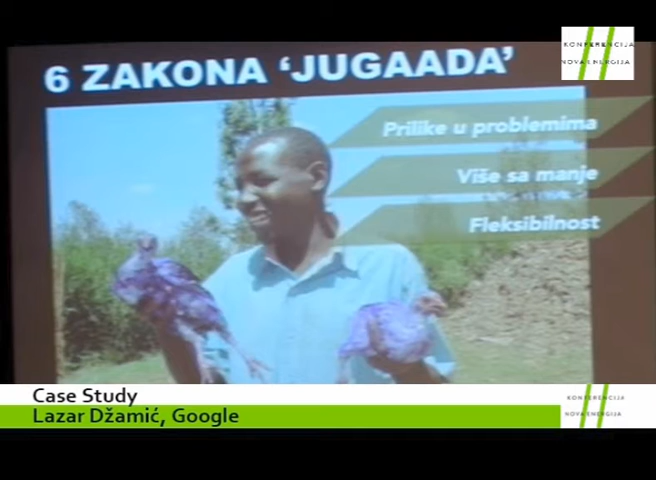 KONFERENCIJA
NOVA ENERGIJA
6 ZAKONA ‘JUGAADA’
Prilike u problemima
Više sa manje
Fleksibilnost
Case Study
Lazar Džamić, Google
KONFERENCIJA
NOVA ENERGIJA